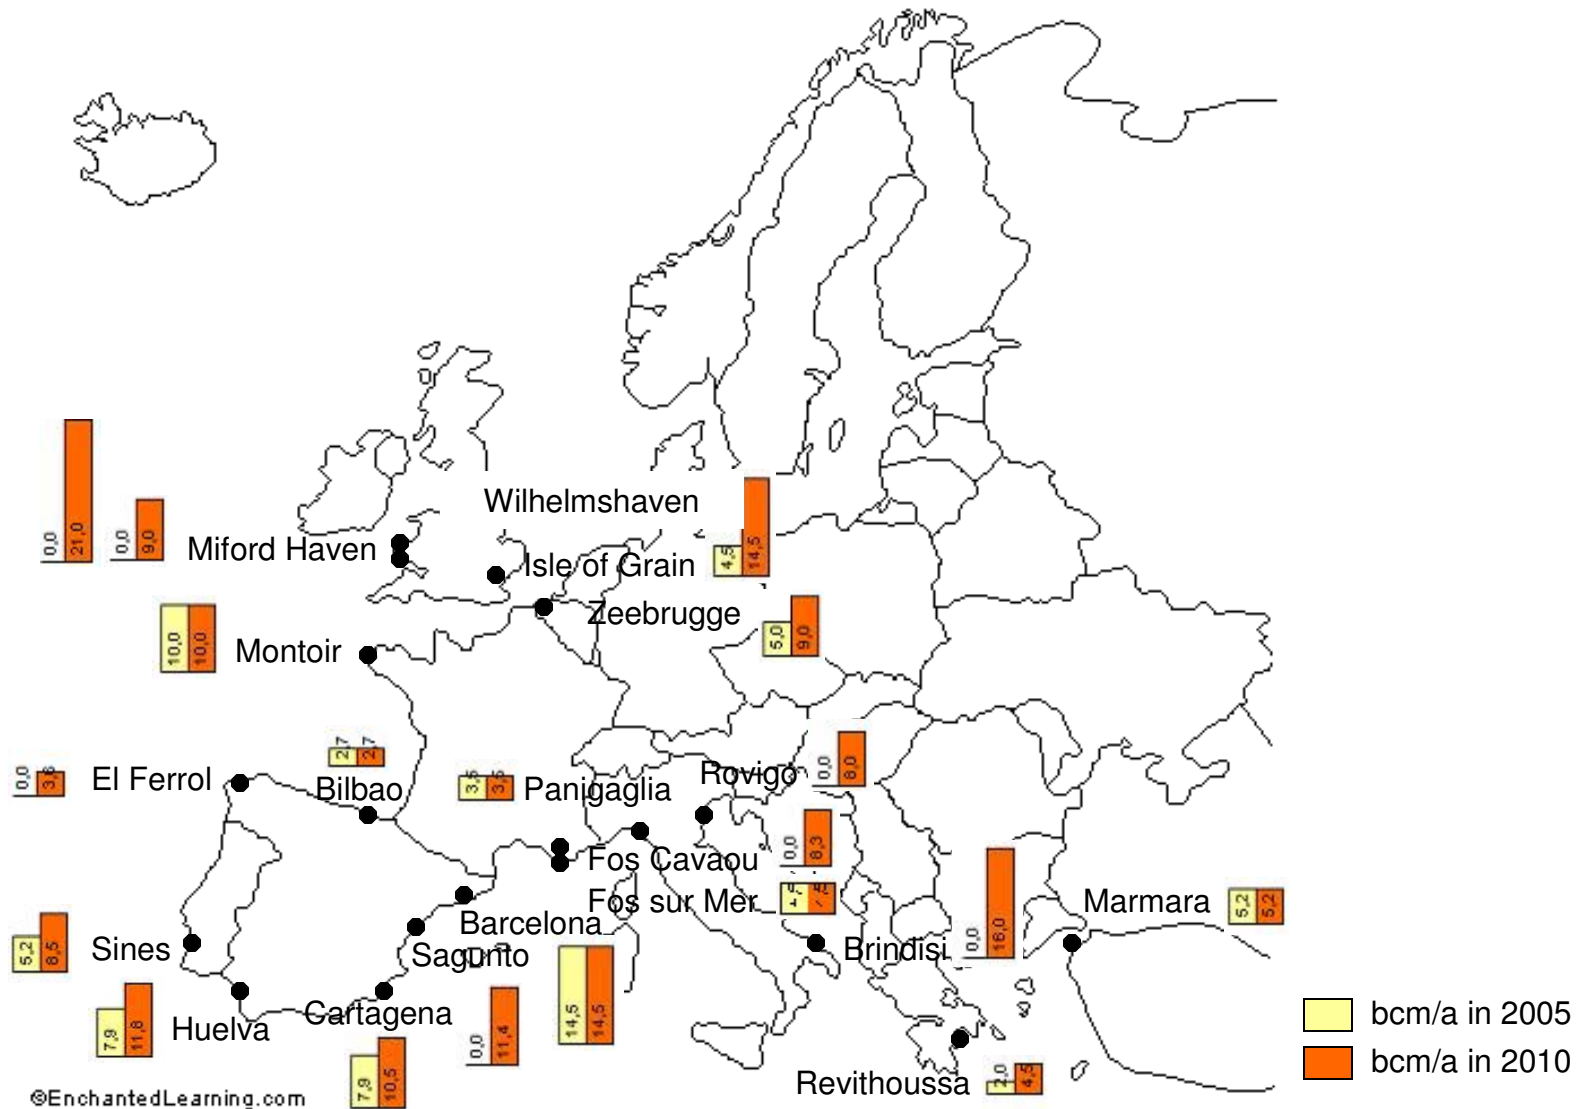 Wilhelmshaven
0,0
21,0
0,0
9,0
Miford Haven
Isle of Grain
4,5
14,5
Zeebrugge
5,0
9,0
10,0
10,0
Montoir
2,7
2,7
0,0
3,6
El Ferrol
Bilbao
3,5
3,5
Panigaglia
Rovigo
0,0
8,0
Fos Cavaou
0,0
8,3
Fos sur Mer
Barcelona
Sagunto
Brindisi
0,0
16,0
Marmara
5,2
5,2
5,2
8,5
Sines
7,9
11,8
Huelva
Cartagena
0,0
11,4
14,5
14,5
7,9
10,5
Revithoussa
2,0
4,5
bcm/a in 2005
bcm/a in 2010
©EnchantedLearning.com